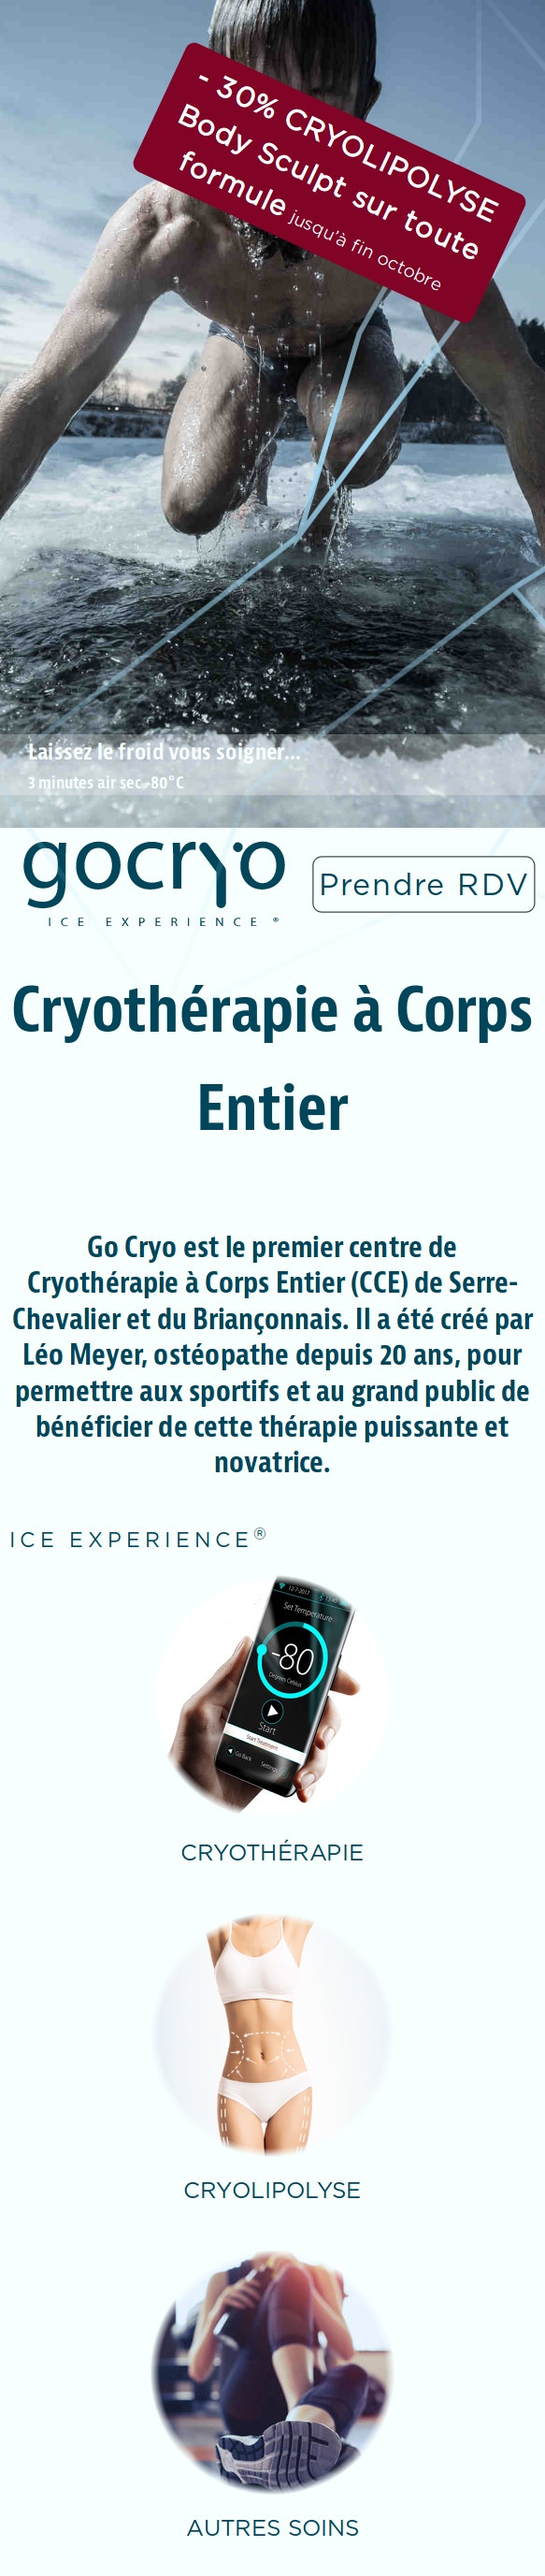 - 30% CRYOLIPOLYSE
Body Sculpt sur toute
formule jusqu'à fin octobre
Laissez le froid vous soigner...
3 minutes air sec -80°C
gocryo
ICE EXPERIENCE ®
Prendre RDV
Cryothérapie à Corps
Entier
Go Cryo est le premier centre de
Cryothérapie à Corps Entier (CCE) de Serre-
Chevalier et du Briançonnais. Il a été créé par
Léo Meyer, ostéopathe depuis 20 ans, pour
permettre aux sportifs et au grand public de
bénéficier de cette thérapie puissante et
novatrice.
ICE EXPERIENCE®
12-7-2017
Set Temperature
-80
Degrees Celsius
Start
Start Treatment
Go Back
Settings
CRYOTHÉRAPIE
CRYOLIPOLYSE
AUTRES SOINS